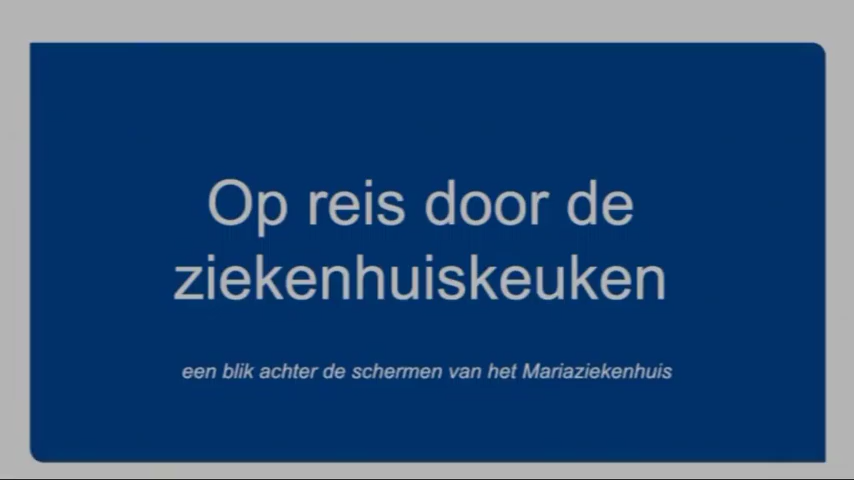 Op reis door de
ziekenhuiskeuken
een blik achter de schermen van het Mariaziekenhuis